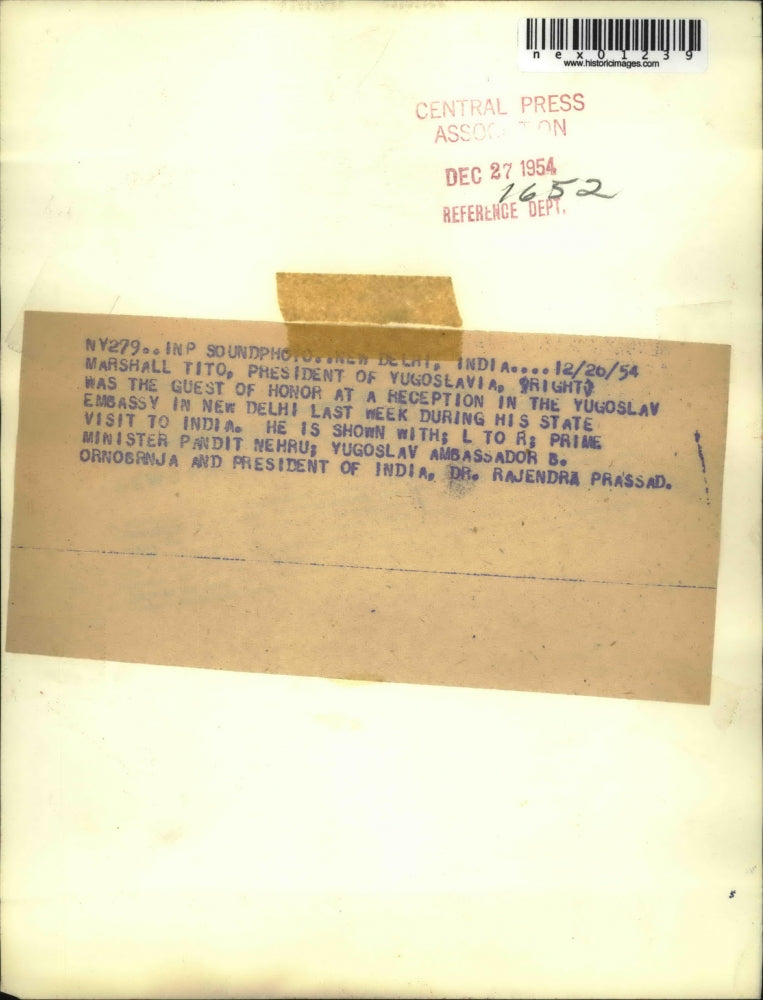 nex01239
www.historicimages.com
CENTRAL PRESS
DEC 27 1954
1652
REFERENCE DEPT.
NY279.. INP SOUNDPHOTO..NEW DELHI, INDIA.... 12/26/54
MARSHALL TITO, PRESIDENT OF YUGOSLAVIA, (RIGHT)
WAS THE GUEST OF HONOR AT A RECEPTION IN THE YUGOSLAV
EMBASSY IN NEW DELHI LAST WEEK DURING HIS STATE
VISIT TO INDIA. HE IS SHOWN WITH; L TO R; PRIME
MINISTER PANDIT NEHRU; YUGOSLAV AMBASSADOR B.
ORNOBRNJA AND PRESIDENT OF INDIA, DR. RAJENDRA PRASSAD.
5